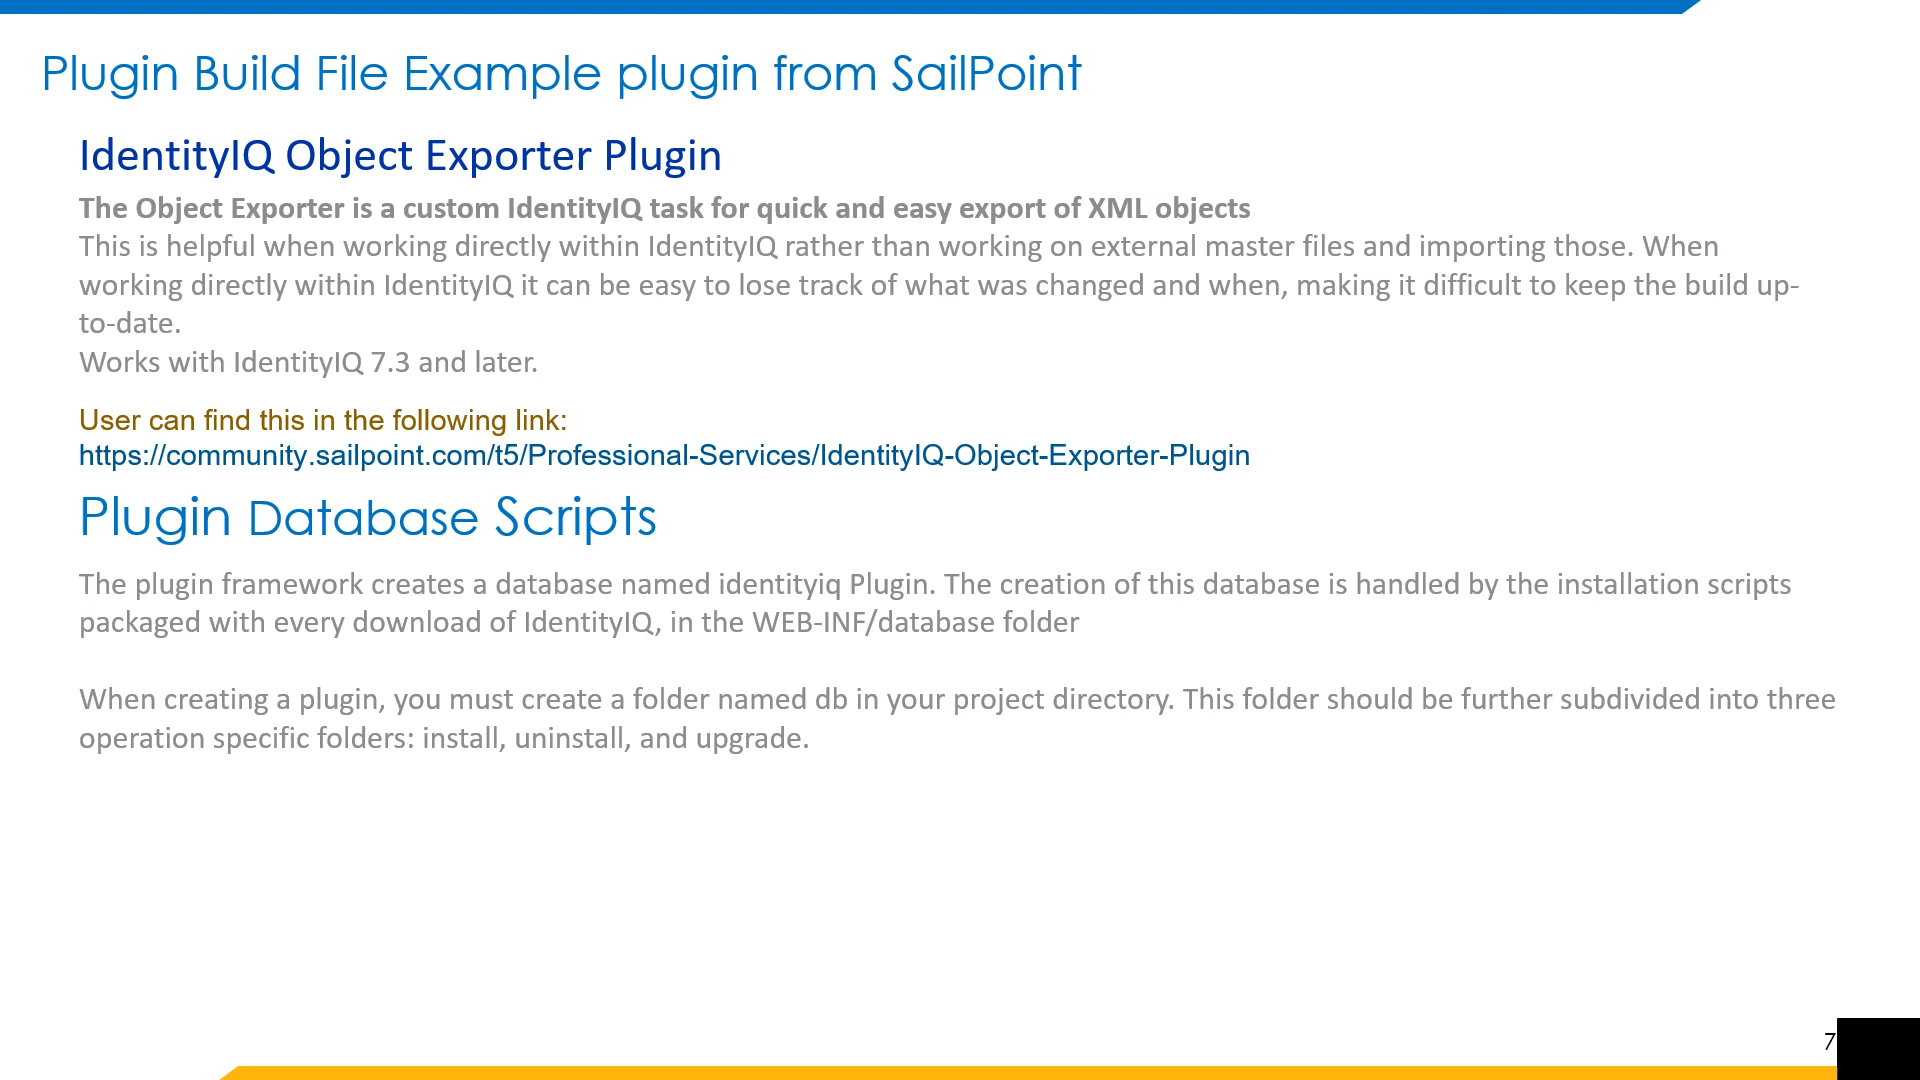 Plugin Build File Example plugin from SailPoint
IdentityIQ Object Exporter Plugin
The Object Exporter is a custom IdentityIQ task for quick and easy export of XML objects
This is helpful when working directly within IdentityIQ rather than working on external master files and importing those. When
working directly within IdentityIQ it can be easy to lose track of what was changed and when, making it difficult to keep the build up-
to-date.
Works with IdentityIQ 7.3 and later.
User can find this in the following link:
https://community.sailpoint.com/t5/Professional-Services/IdentityIQ-Object-Exporter-Plugin
Plugin Database Scripts
The plugin framework creates a database named identityiq Plugin. The creation of this database is handled by the installation scripts
packaged with every download of IdentityIQ, in the WEB-INF/database folder
When creating a plugin, you must create a folder named db in your project directory. This folder should be further subdivided into three
operation specific folders: install, uninstall, and upgrade.
7